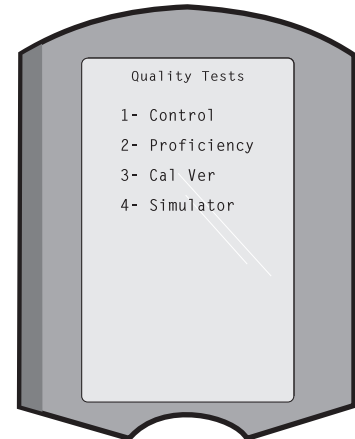 Quality Tests
1- Control
2- Proficiency
3- Cal Ver
4- Simulator